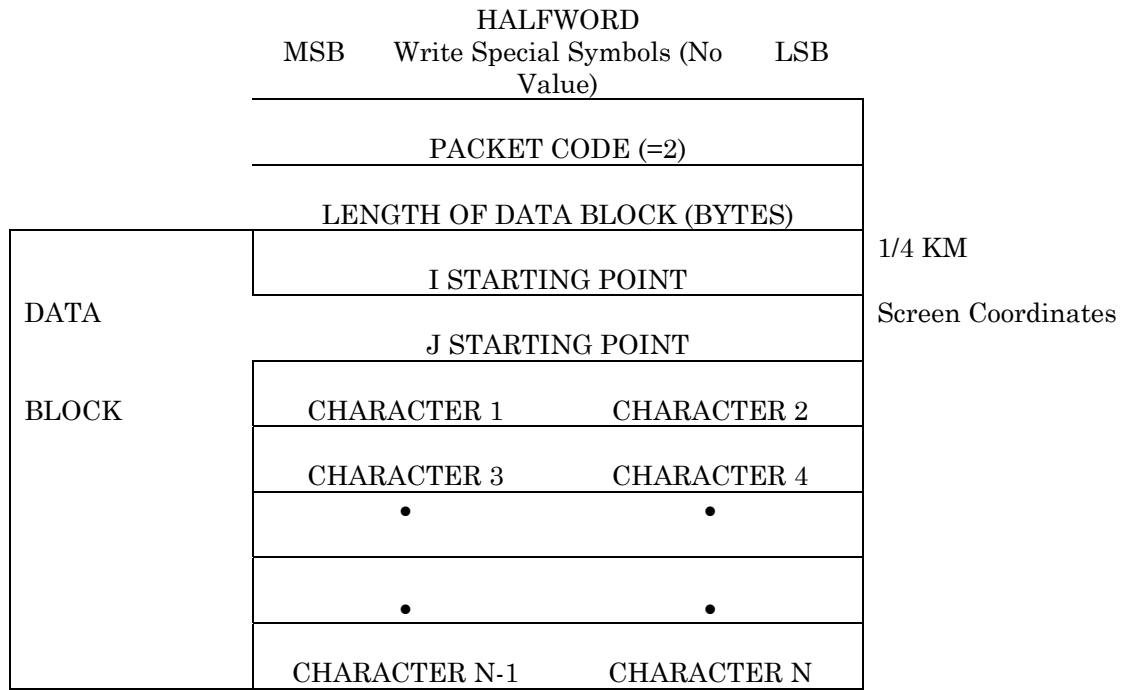 HALFWORD
MSB Write Special Symbols (No LSB
Value)
PACKET CODE (=2)
LENGTH OF DATA BLOCK (BYTES)
1/4 KM
I STARTING POINT
DATA Screen Coordinates
J STARTING POINT
BLOCK CHARACTER 1 CHARACTER 2
CHARACTER 3 CHARACTER 4
• •
• •
CHARACTER N-1 CHARACTER N